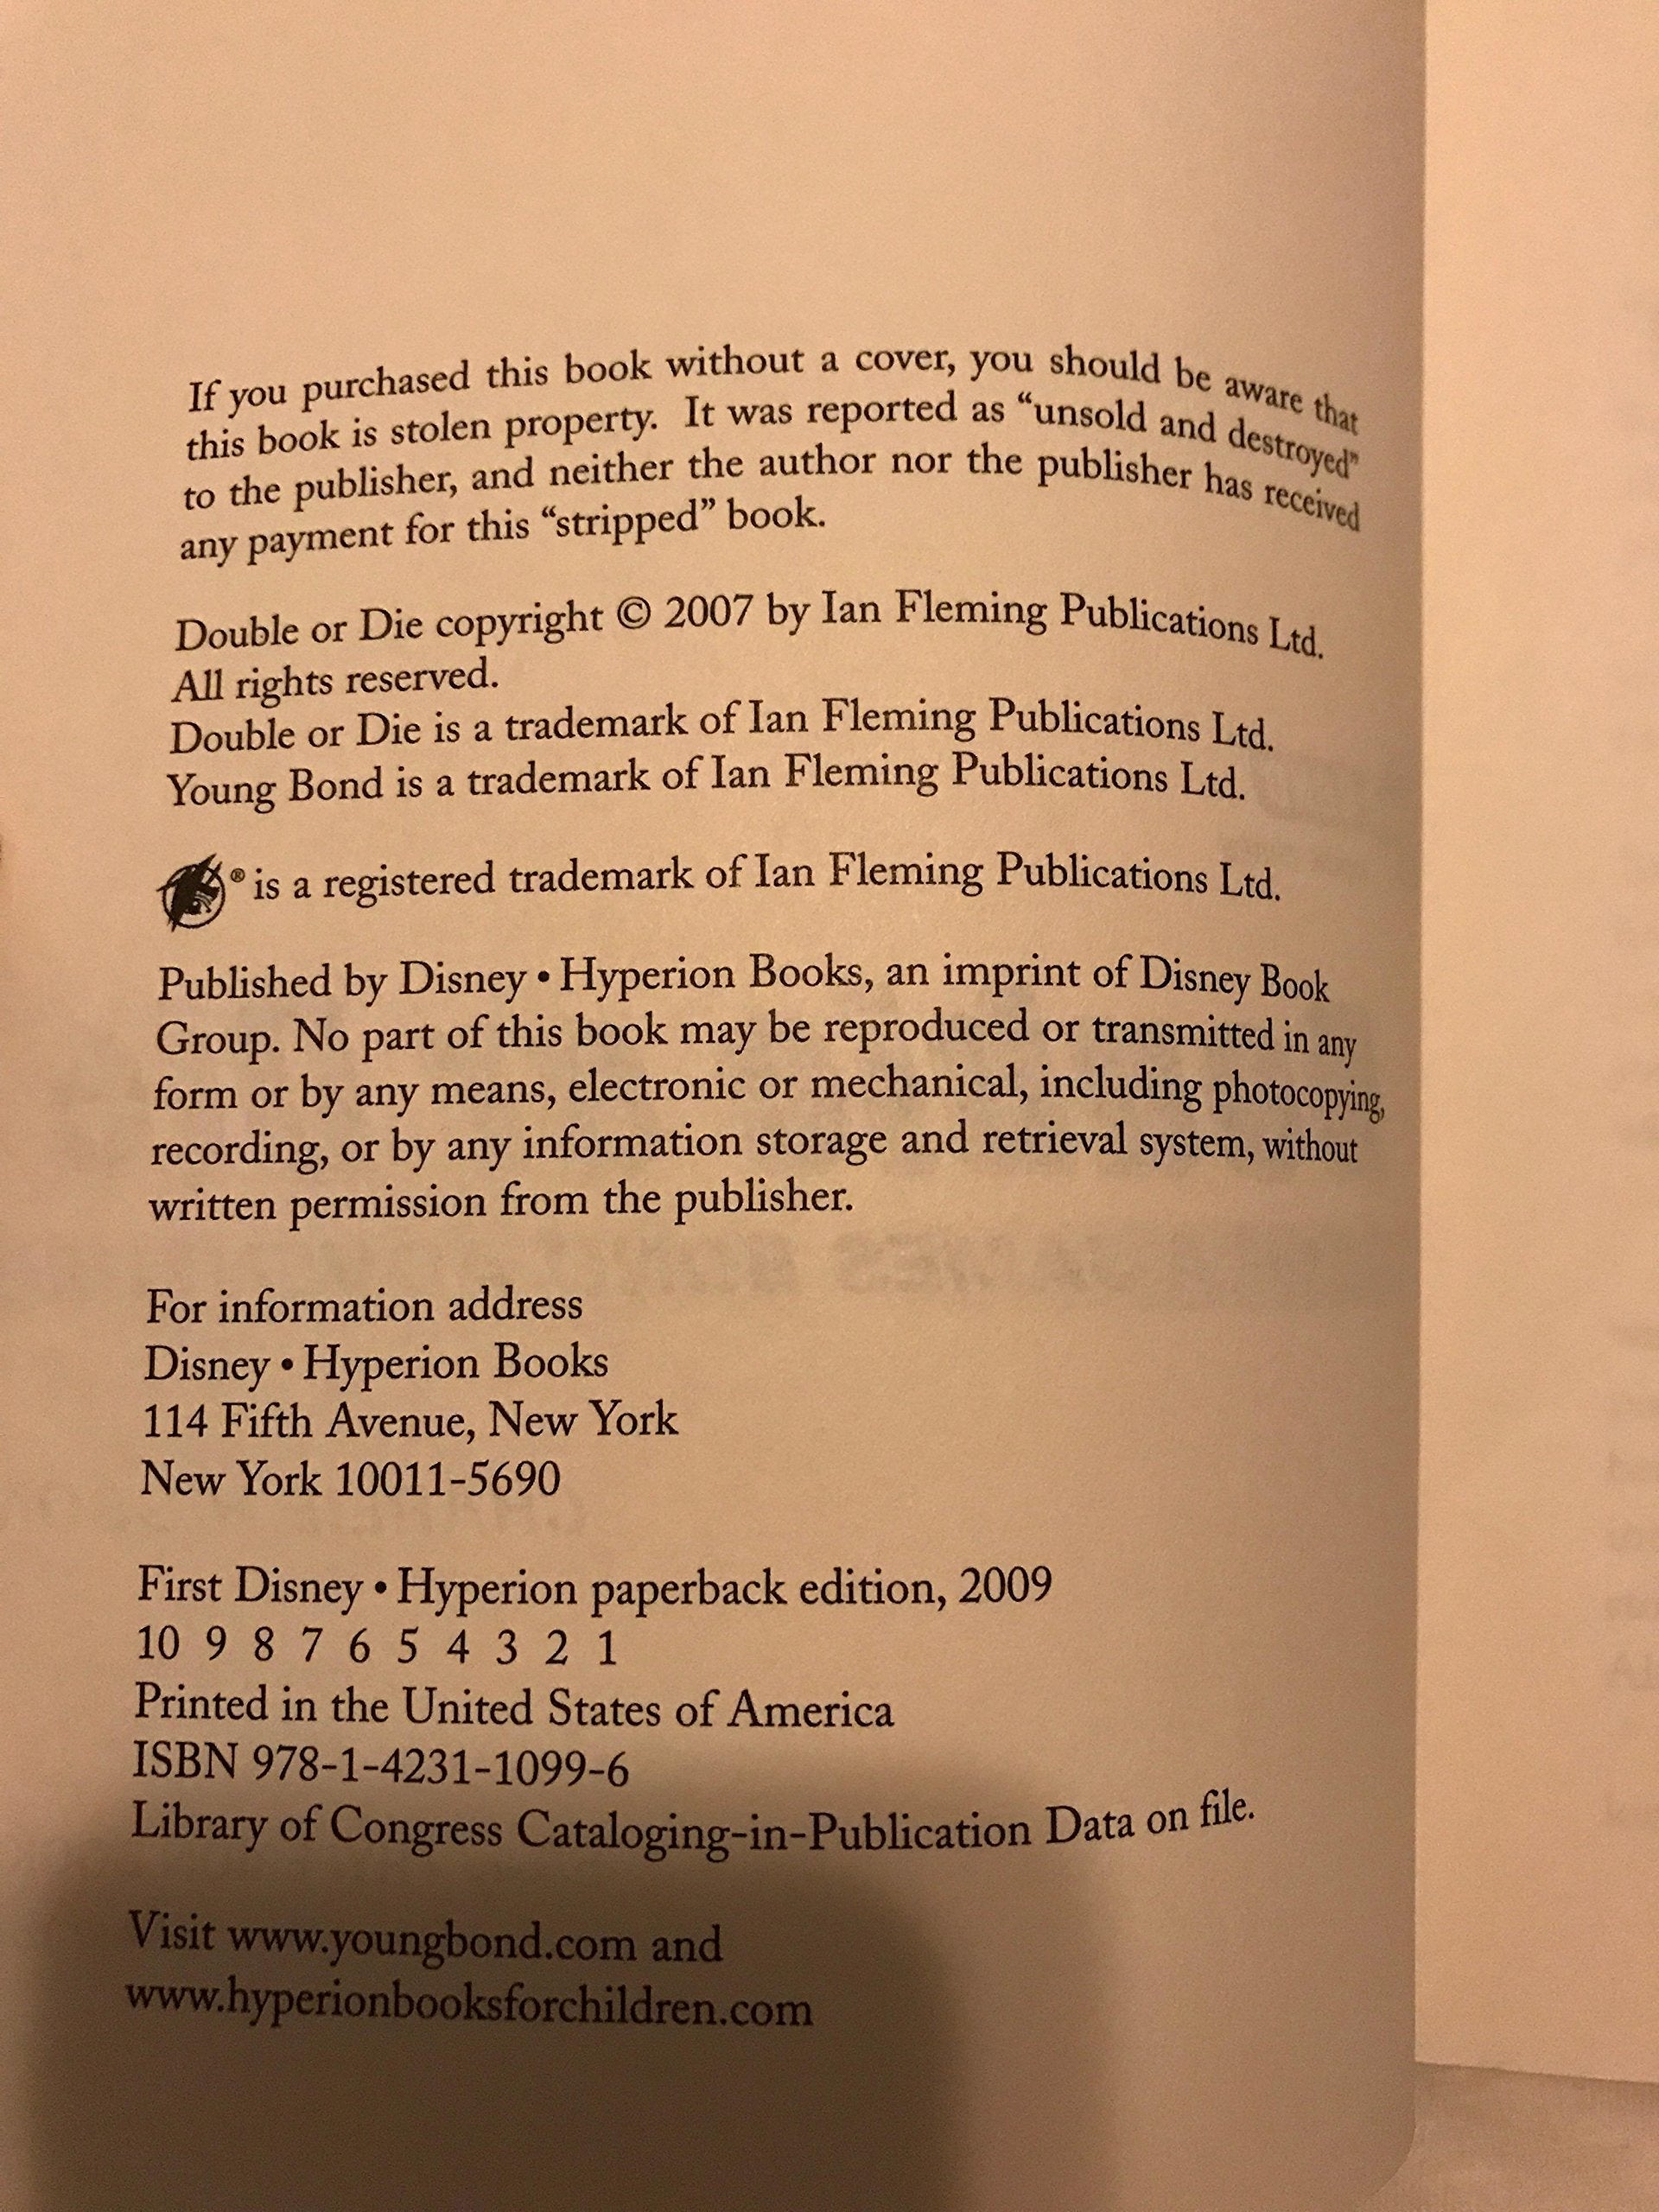 If you purchased this book without a cover, you should be aware that
this book is stolen property. It was reported as “unsold and destroyed”
to the publisher, and neither the author nor the publisher has received
any payment for this “stripped” book.
Double or Die copyright © 2007 by Ian Fleming Publications Ltd.
All rights reserved.
Double or Die is a trademark of Ian Fleming Publications Ltd.
Young Bond is a trademark of Ian Fleming Publications Ltd.
® is a registered trademark of Ian Fleming Publications Ltd.
Published by Disney • Hyperion Books, an imprint of Disney Book
Group. No part of this book may be reproduced or transmitted in any
form or by any means, electronic or mechanical, including photocopying,
recording, or by any information storage and retrieval system, without
written permission from the publisher.
For information address
Disney • Hyperion Books
114 Fifth Avenue, New York
New York 10011-5690
First Disney • Hyperion paperback edition, 2009
10 9 8 7 6 5 4 3 2 1
Printed in the United States of America
ISBN 978-1-4231-1099-6
Library of Congress Cataloging-in-Publication Data on file.
Visit www.youngbond.com and
www.hyperionbooksforchildren.com